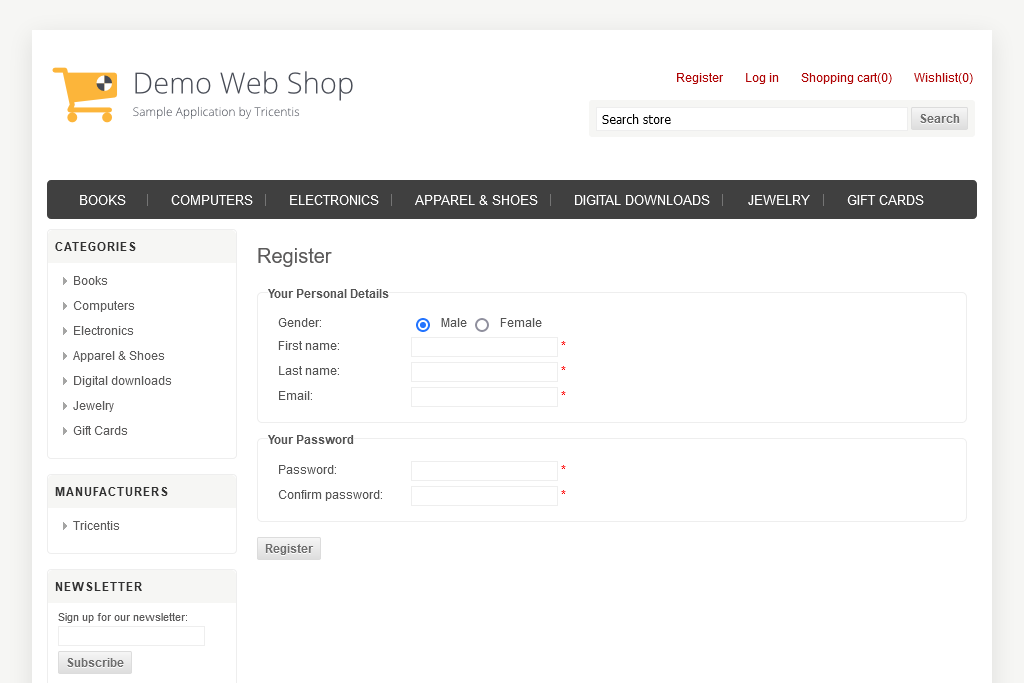 Demo Web Shop
Sample Application by Tricentis
Register Log in Shopping cart(0) Wishlist(0)
Search store Search
BOOKS COMPUTERS ELECTRONICS APPAREL & SHOES DIGITAL DOWNLOADS JEWELRY GIFT CARDS
CATEGORIES
Books
Computers
Electronics
Apparel & Shoes
Digital downloads
Jewelry
Gift Cards
MANUFACTURERS
Tricentis
NEWSLETTER
Sign up for our newsletter:
Subscribe
Register
Your Personal Details
Gender: Male Female
First name: *
Last name: *
Email: *
Your Password
Password: *
Confirm password: *
Register